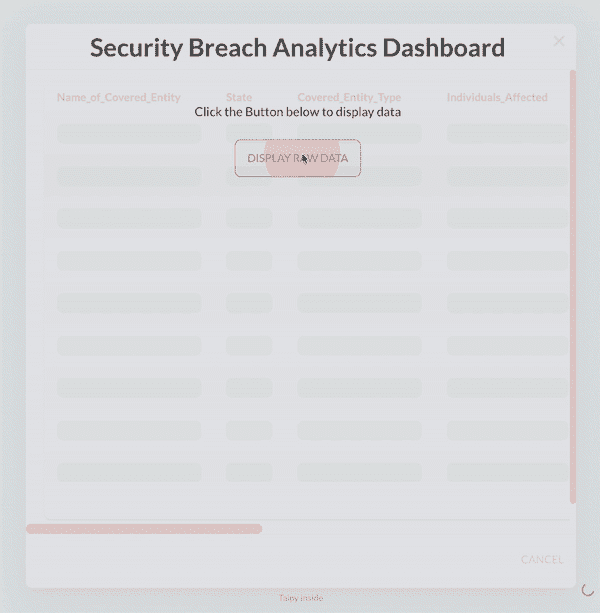 Security Breach Analytics Dashboard
Name_of_Covered_Entity State Covered_Entity_Type Individuals_Affected
Click the Button below to display data
DISPLAY RAW DATA
CANCEL
Taipy inside